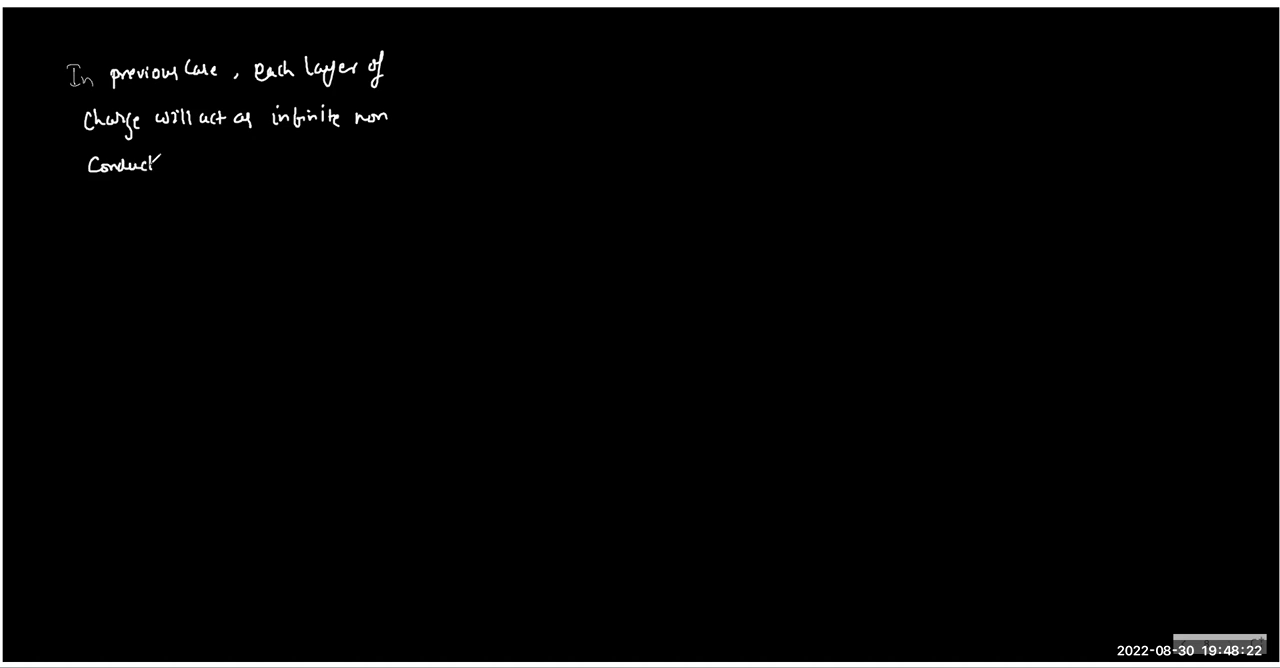 In previous Case, each layer of
Charge will act as infinite non
Conduct
2022-08-30 19:48:22